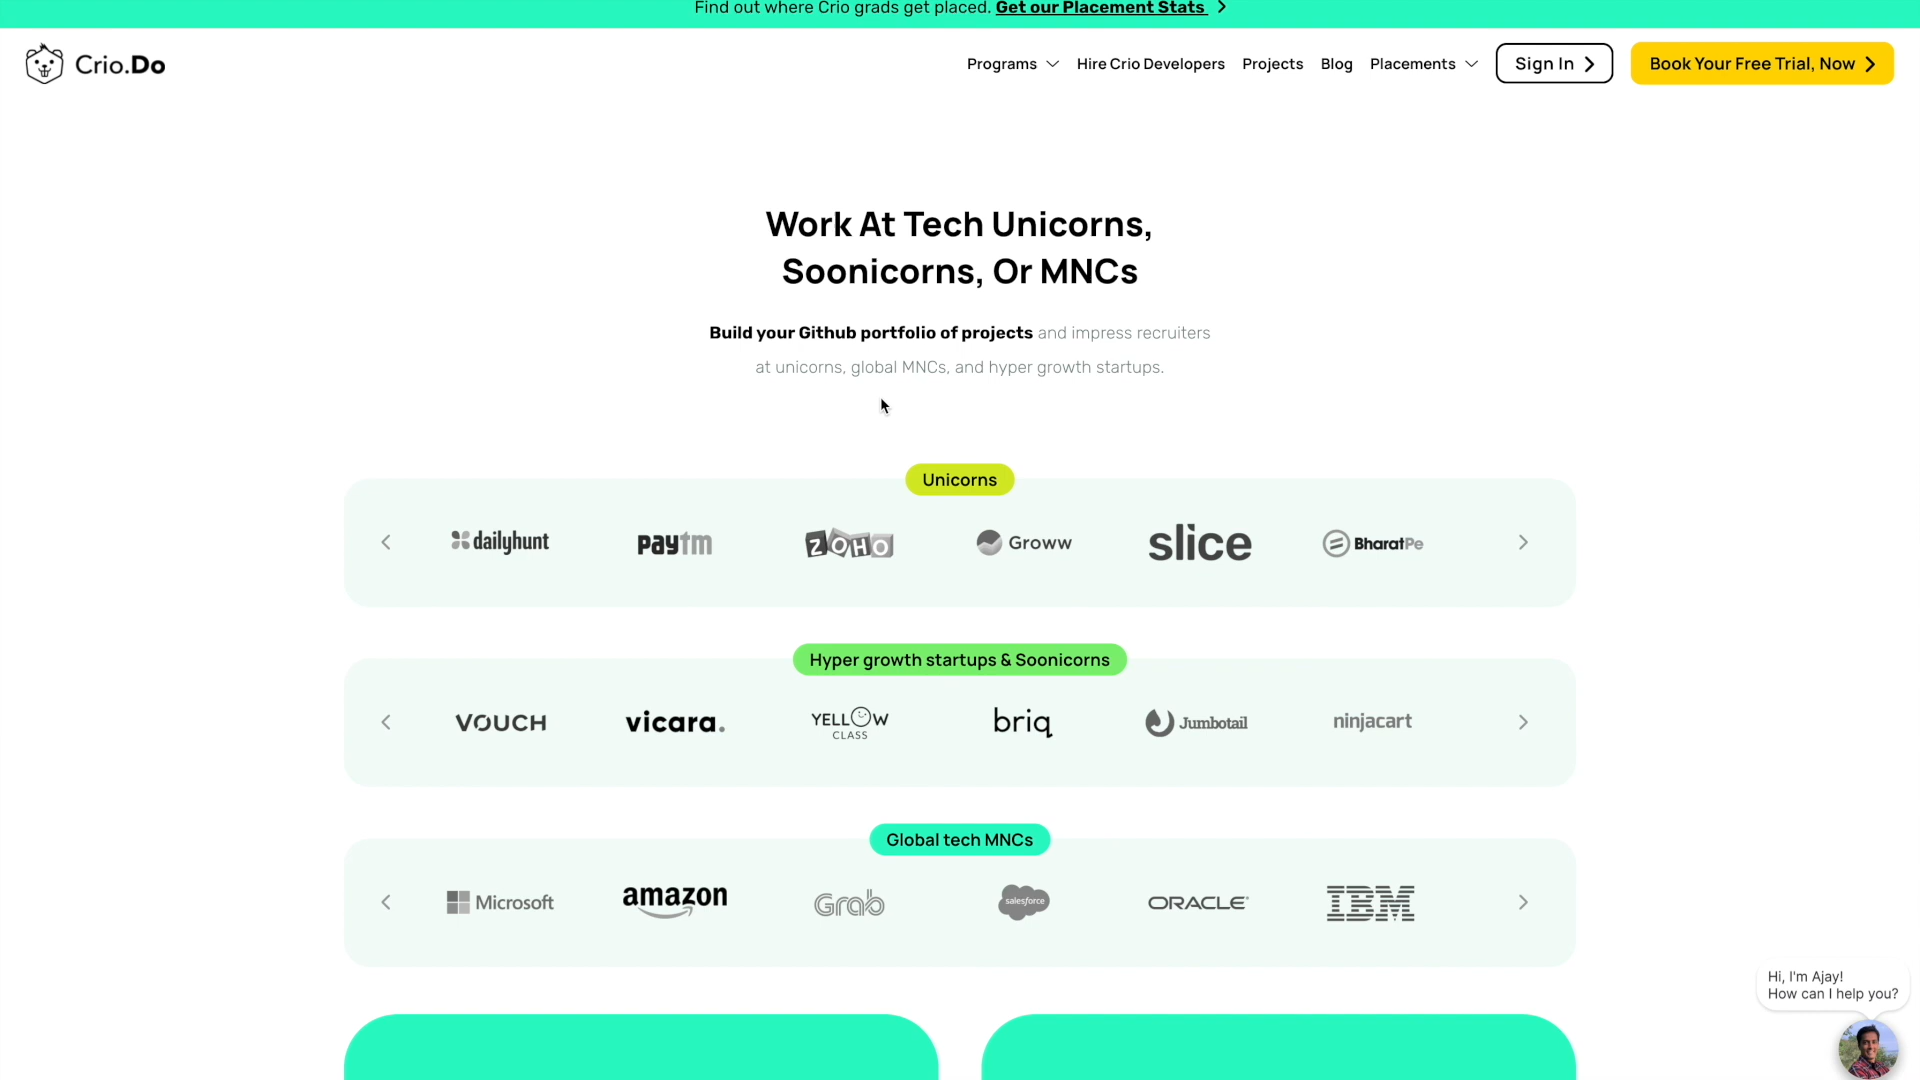 Find out where Crio grads get placed. Get our Placement Stats
Crio.Do
Programs
Hire Crio Developers
Projects
Blog
Placements
Sign In
Book Your Free Trial, Now
Work At Tech Unicorns,
Soonicorns, Or MNCs
Build your Github portfolio of projects and impress recruiters
at unicorns, global MNCs, and hyper growth startups.
Unicorns
dailyhunt
paytm
ZOHO
Groww
slice
BharatPe
Hyper growth startups & Soonicorns
VOUCH
vicara.
YELLOW
CLASS
briq
Jumbotail
ninjacart
Global tech MNCs
Microsoft
amazon
Grab
salesforce
ORACLE
IBM
Hi, I'm Ajay!
How can I help you?